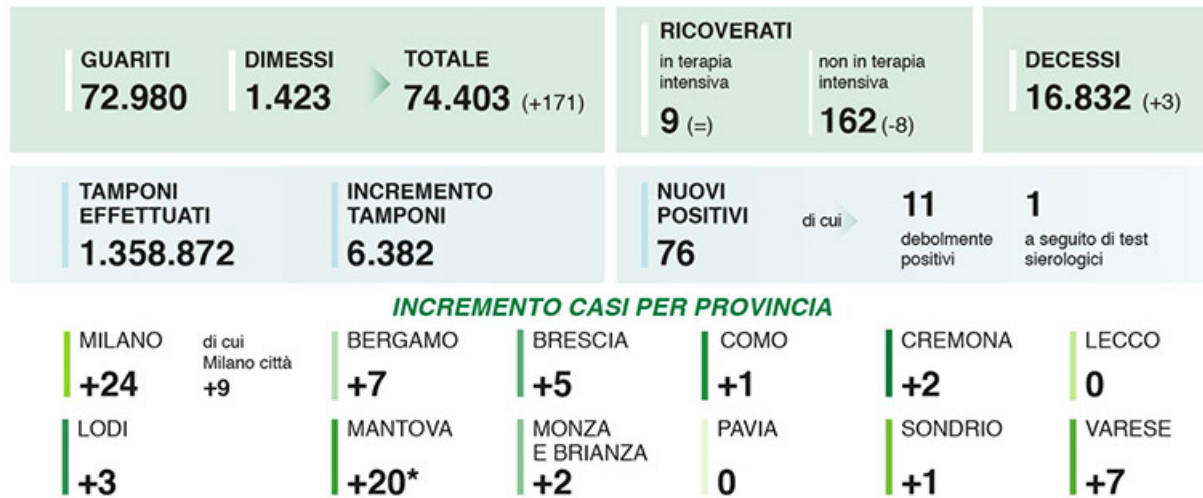 GUARITI
72.980
DIMESSI
1.423
TOTALE
74.403 (+171)
RICOVERATI
in terapia
intensiva
9 (=)
non in terapia
intensiva
162 (-8)
DECESSI
16.832 (+3)
TAMPONI
EFFETTUATI
1.358.872
INCREMENTO
TAMPONI
6.382
NUOVI
POSITIVI
76
di cui
11
debolmente
positivi
1
a seguito di test
sierologici
INCREMENTO CASI PER PROVINCIA
MILANO
+24
di cui
Milano città
+9
BERGAMO
+7
BRESCIA
+5
COMO
+1
CREMONA
+2
LECCO
0
LODI
+3
MANTOVA
+20*
MONZA
E BRIANZA
+2
PAVIA
0
SONDRIO
+1
VARESE
+7